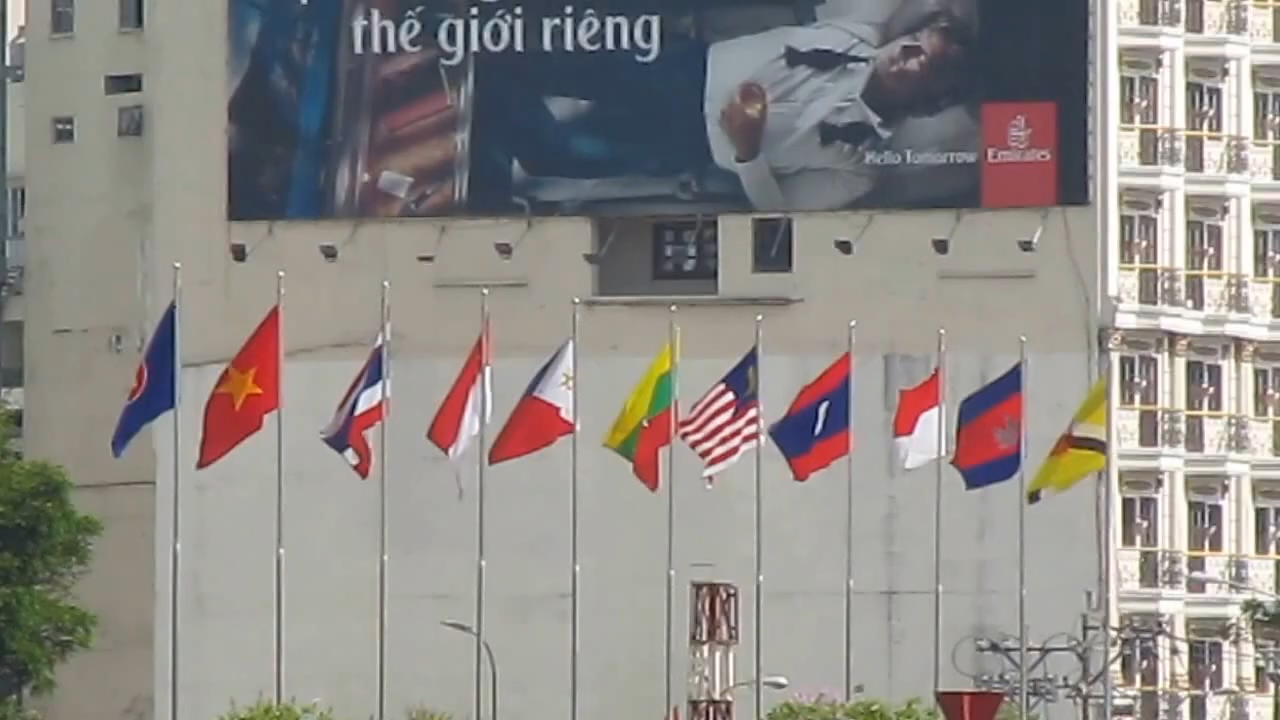 thế giới riêng
Hello Tomorrow
Emirates